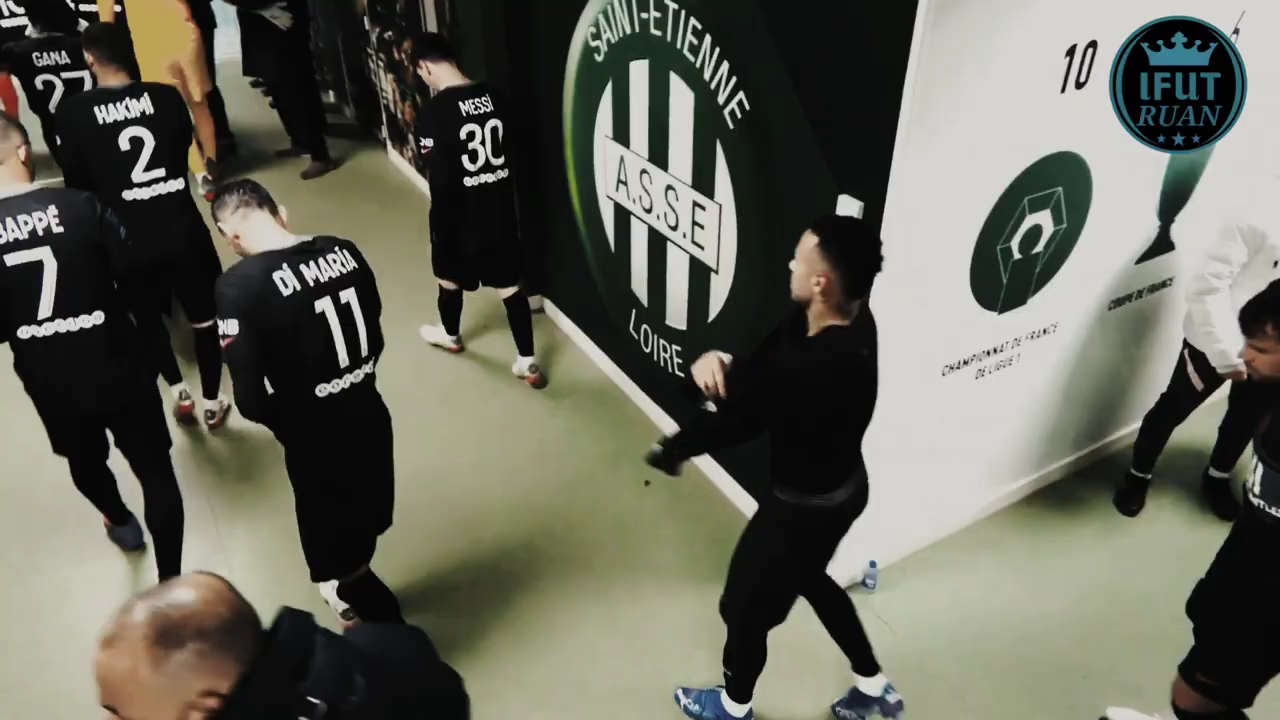 GANA
27
HAKIMI
2
BAPPÉ
7
DI MARIA
11
MESSI
30
SAINT-ETIENNE
A.S.S.E
LOIRE
10
CHAMPIONNAT DE FRANCE
DE LIGUE 1
COUPE DE FRANCE
IFUT
RUAN